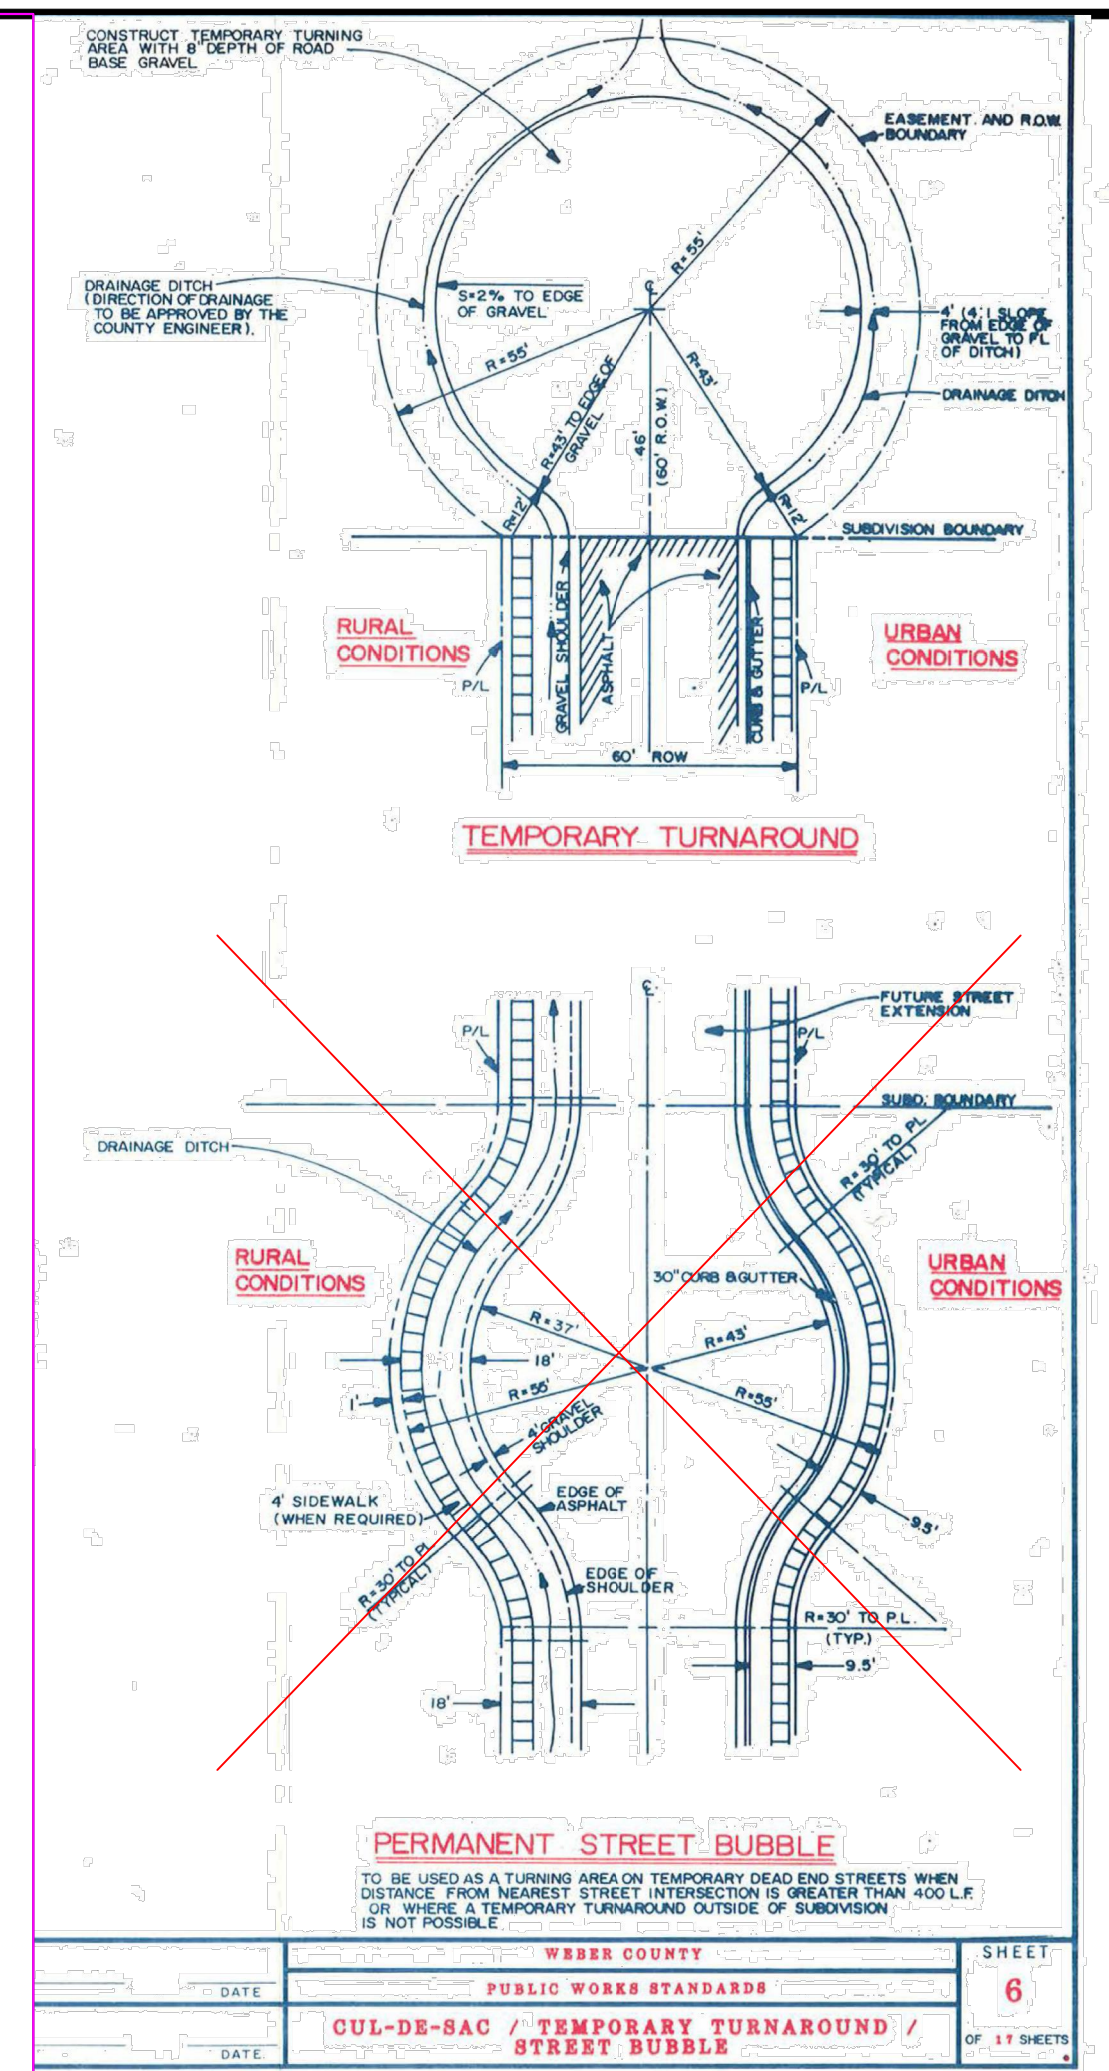 CONSTRUCT TEMPORARY TURNING
AREA WITH 8" DEPTH OF ROAD
BASE GRAVEL
EASEMENT AND R.O.W.
BOUNDARY
R=55'
DRAINAGE DITCH
(DIRECTION OF DRAINAGE
TO BE APPROVED BY THE
COUNTY ENGINEER).
S=2% TO EDGE
OF GRAVEL
℄
4' (4:1 SLOPE
FROM EDGE OF
GRAVEL TO FL
OF DITCH)
R=55'
R=43'
R=43' TO EDGE OF
GRAVEL
46'
(60' R.O.W.)
DRAINAGE DITCH
R=12'
R=12'
SUBDIVISION BOUNDARY
RURAL
CONDITIONS
URBAN
CONDITIONS
P/L
GRAVEL SHOULDER
ASPHALT
CURB & GUTTER
P/L
60' ROW
TEMPORARY TURNAROUND
℄
FUTURE STREET
EXTENSION
P/L
P/L
SUBD. BOUNDARY
DRAINAGE DITCH
R=30' TO PL
(TYPICAL)
RURAL
CONDITIONS
URBAN
CONDITIONS
30" CURB & GUTTER
R=37'
R=43'
18'
R=55'
R=55'
1'
4' GRAVEL
SHOULDER
4' SIDEWALK
(WHEN REQUIRED)
EDGE OF
ASPHALT
9.5'
R=30' TO PL
(TYPICAL)
EDGE OF
SHOULDER
R=30' TO P.L.
(TYP.)
9.5'
18'
PERMANENT STREET BUBBLE
TO BE USED AS A TURNING AREA ON TEMPORARY DEAD END STREETS WHEN
DISTANCE FROM NEAREST STREET INTERSECTION IS GREATER THAN 400 L.F.
OR WHERE A TEMPORARY TURNAROUND OUTSIDE OF SUBDIVISION
IS NOT POSSIBLE
WEBER COUNTY
SHEET
DATE
PUBLIC WORKS STANDARDS
6
CUL-DE-SAC / TEMPORARY TURNAROUND /
STREET BUBBLE
OF 17 SHEETS
DATE